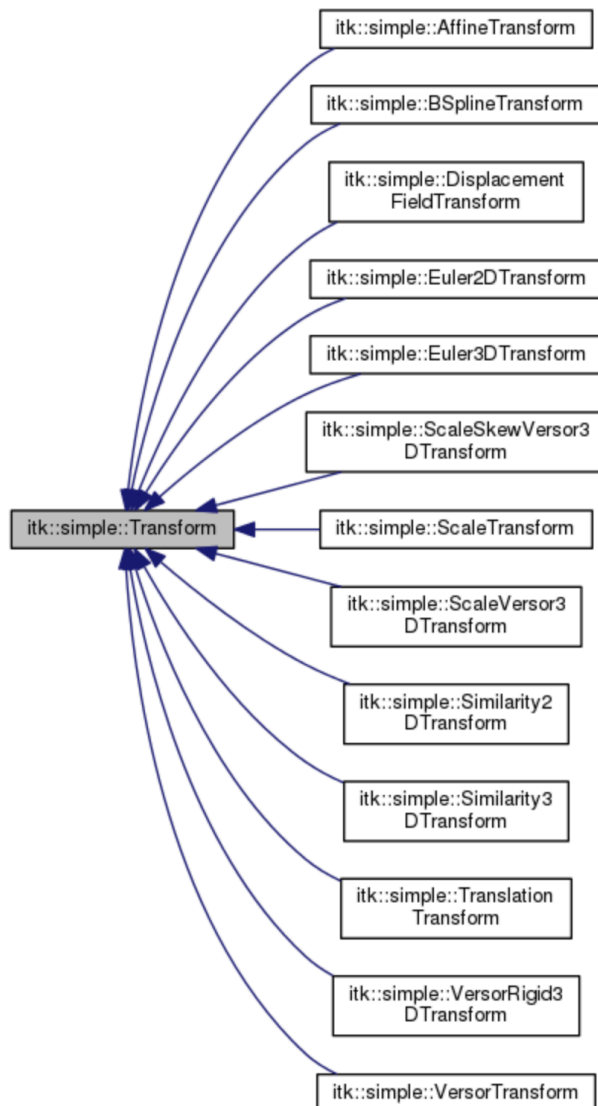 itk::simple::AffineTransform
itk::simple::BSplineTransform
itk::simple::Displacement
FieldTransform
itk::simple::Euler2DTransform
itk::simple::Euler3DTransform
itk::simple::ScaleSkewVersor3
DTransform
itk::simple::Transform
itk::simple::ScaleTransform
itk::simple::ScaleVersor3
DTransform
itk::simple::Similarity2
DTransform
itk::simple::Similarity3
DTransform
itk::simple::Translation
Transform
itk::simple::VersorRigid3
DTransform
itk::simple::VersorTransform